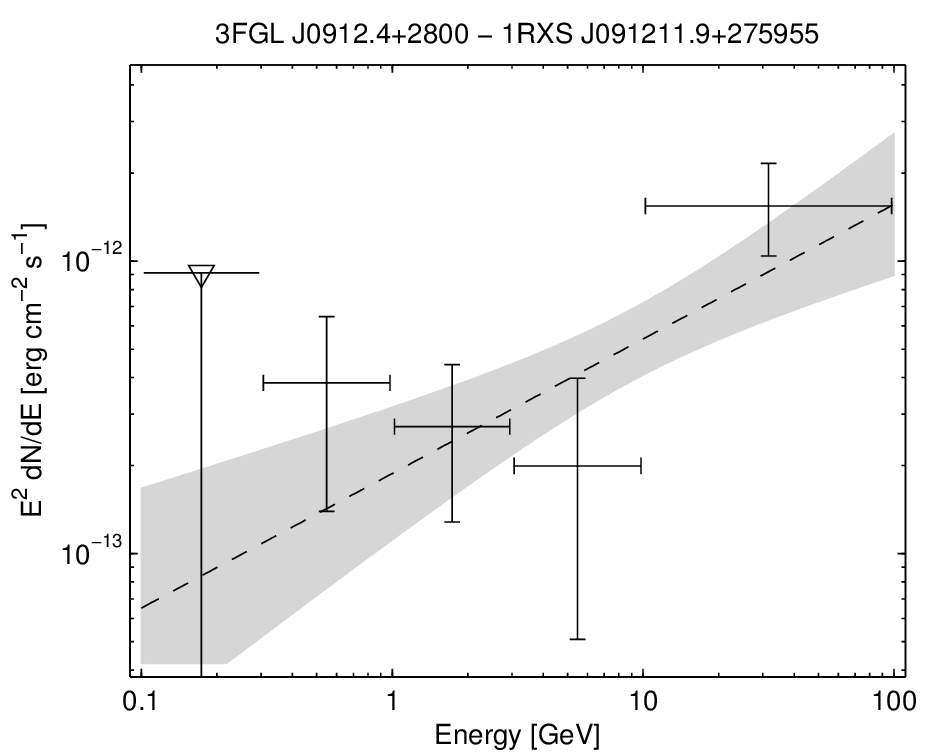 3FGL J0912.4+2800 − 1RXS J091211.9+275955
E² dN/dE [erg cm⁻² s⁻¹]
10⁻¹²
10⁻¹³
0.1 1 10 100
Energy [GeV]